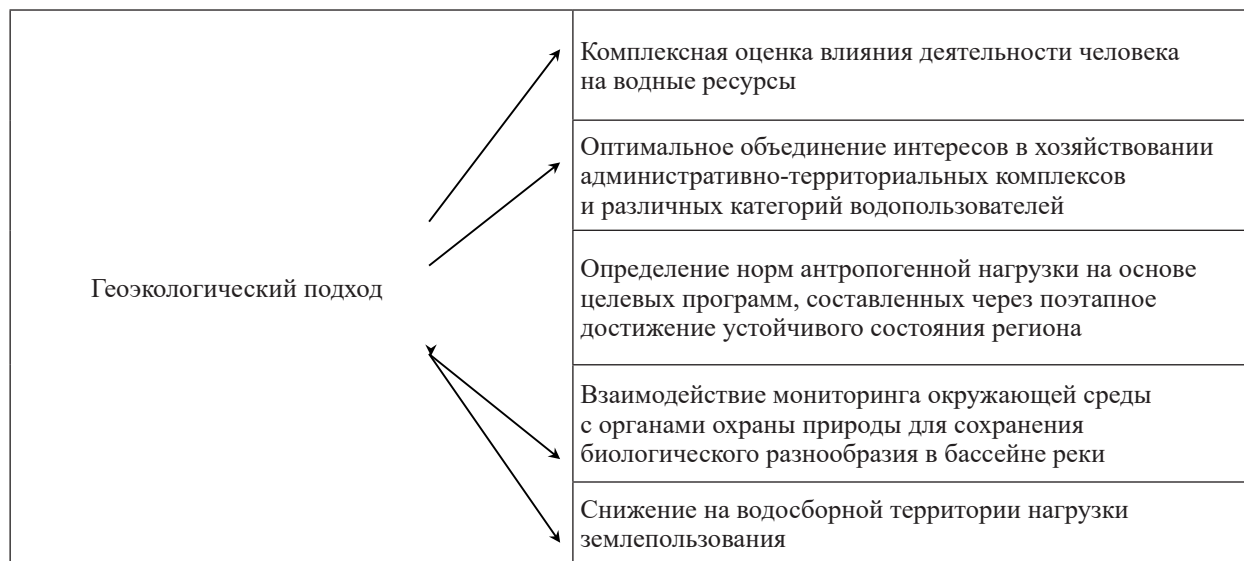 Комплексная оценка влияния деятельности человека
на водные ресурсы
Оптимальное объединение интересов в хозяйствовании
административно-территориальных комплексов
и различных категорий водопользователей
Геоэкологический подход
Определение норм антропогенной нагрузки на основе
целевых программ, составленных через поэтапное
достижение устойчивого состояния региона
Взаимодействие мониторинга окружающей среды
с органами охраны природы для сохранения
биологического разнообразия в бассейне реки
Снижение на водосборной территории нагрузки
землепользования